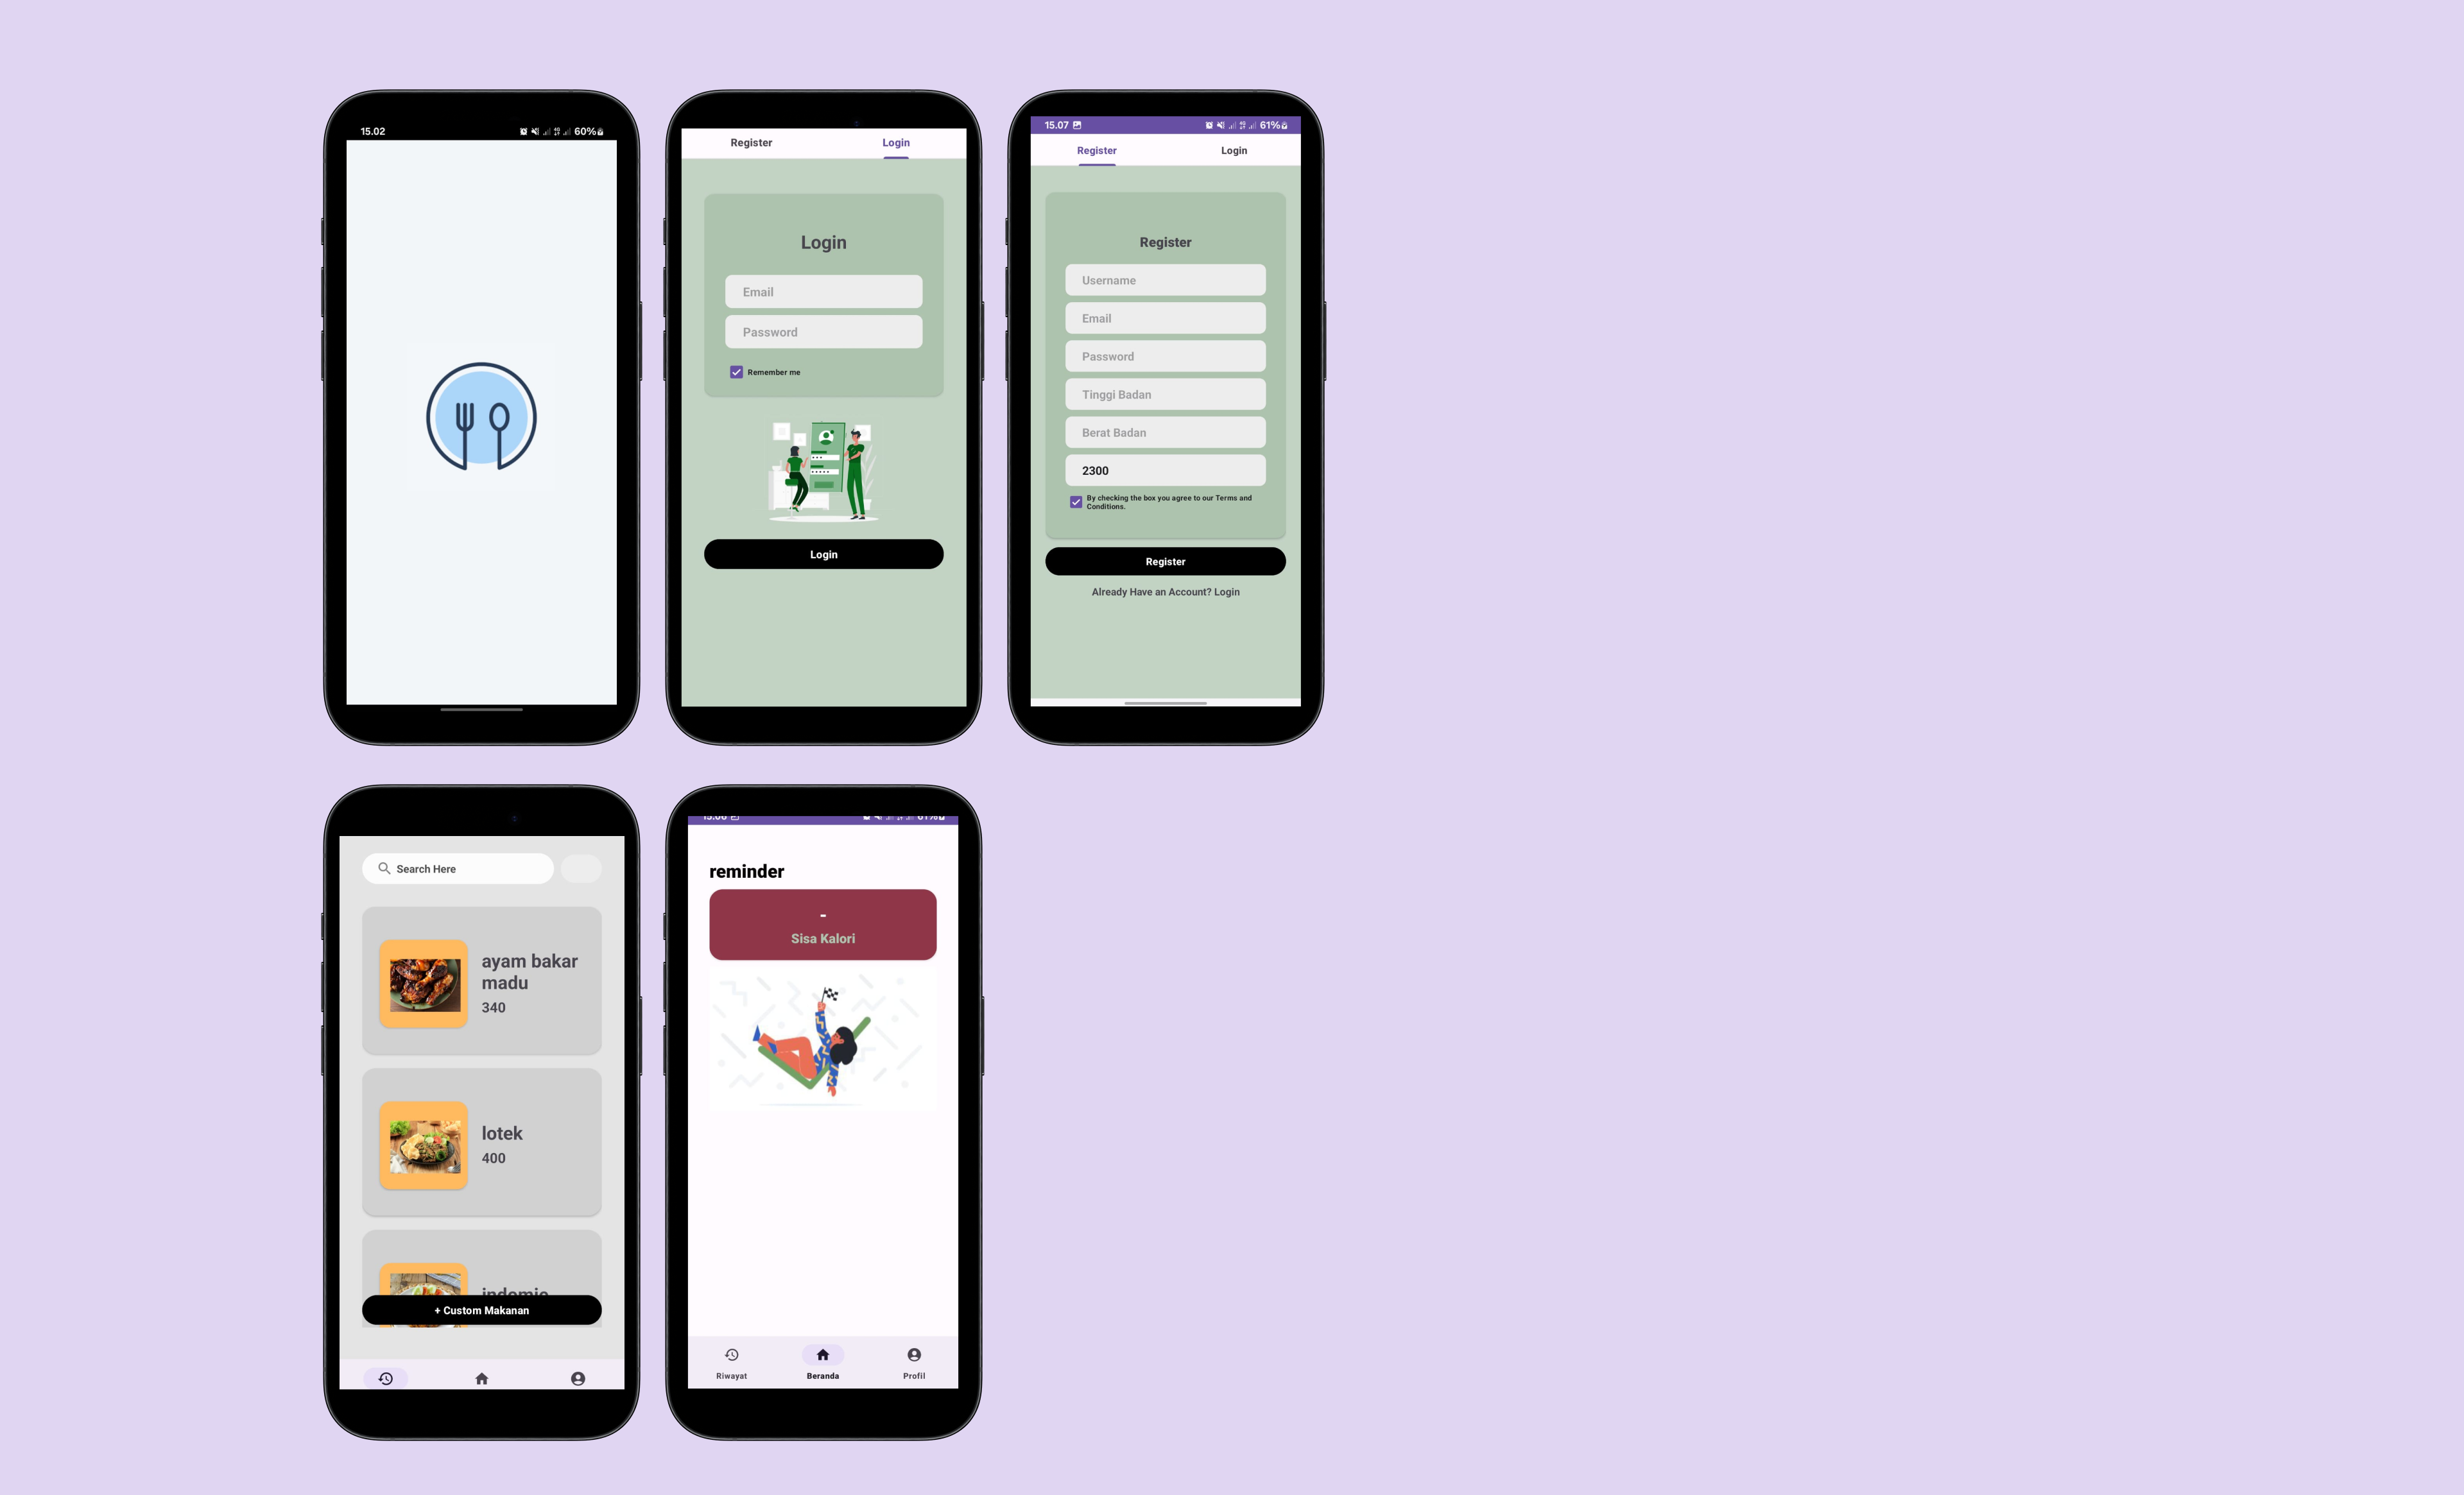 15.02
60%
Register
Login
Login
Email
Password
Remember me
Login
15.07
61%
Register
Login
Register
Username
Email
Password
Tinggi Badan
Berat Badan
2300
By checking the box you agree to our Terms and
Conditions.
Register
Already Have an Account? Login
Search Here
ayam bakar
madu
340
lotek
400
+ Custom Makanan
61%
reminder
-
Sisa Kalori
Riwayat
Beranda
Profil